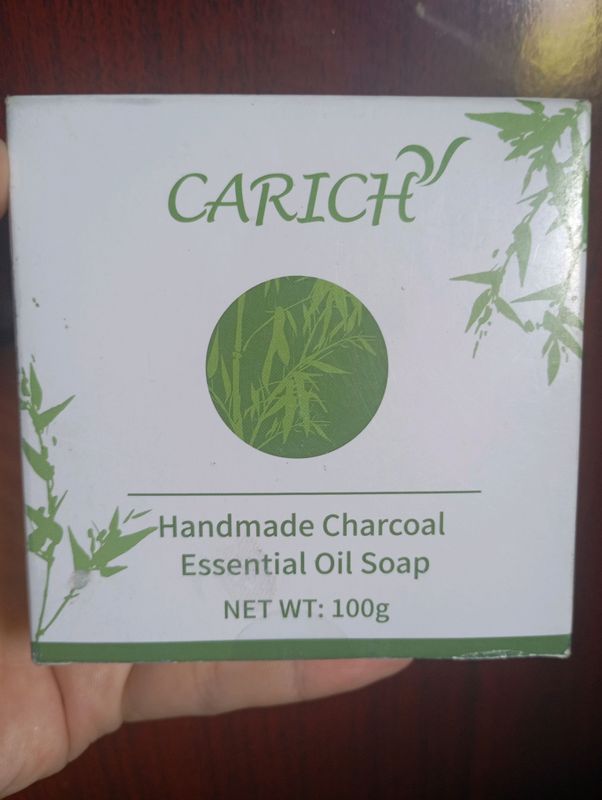 CARICH
Handmade Charcoal
Essential Oil Soap
NET WT: 100g